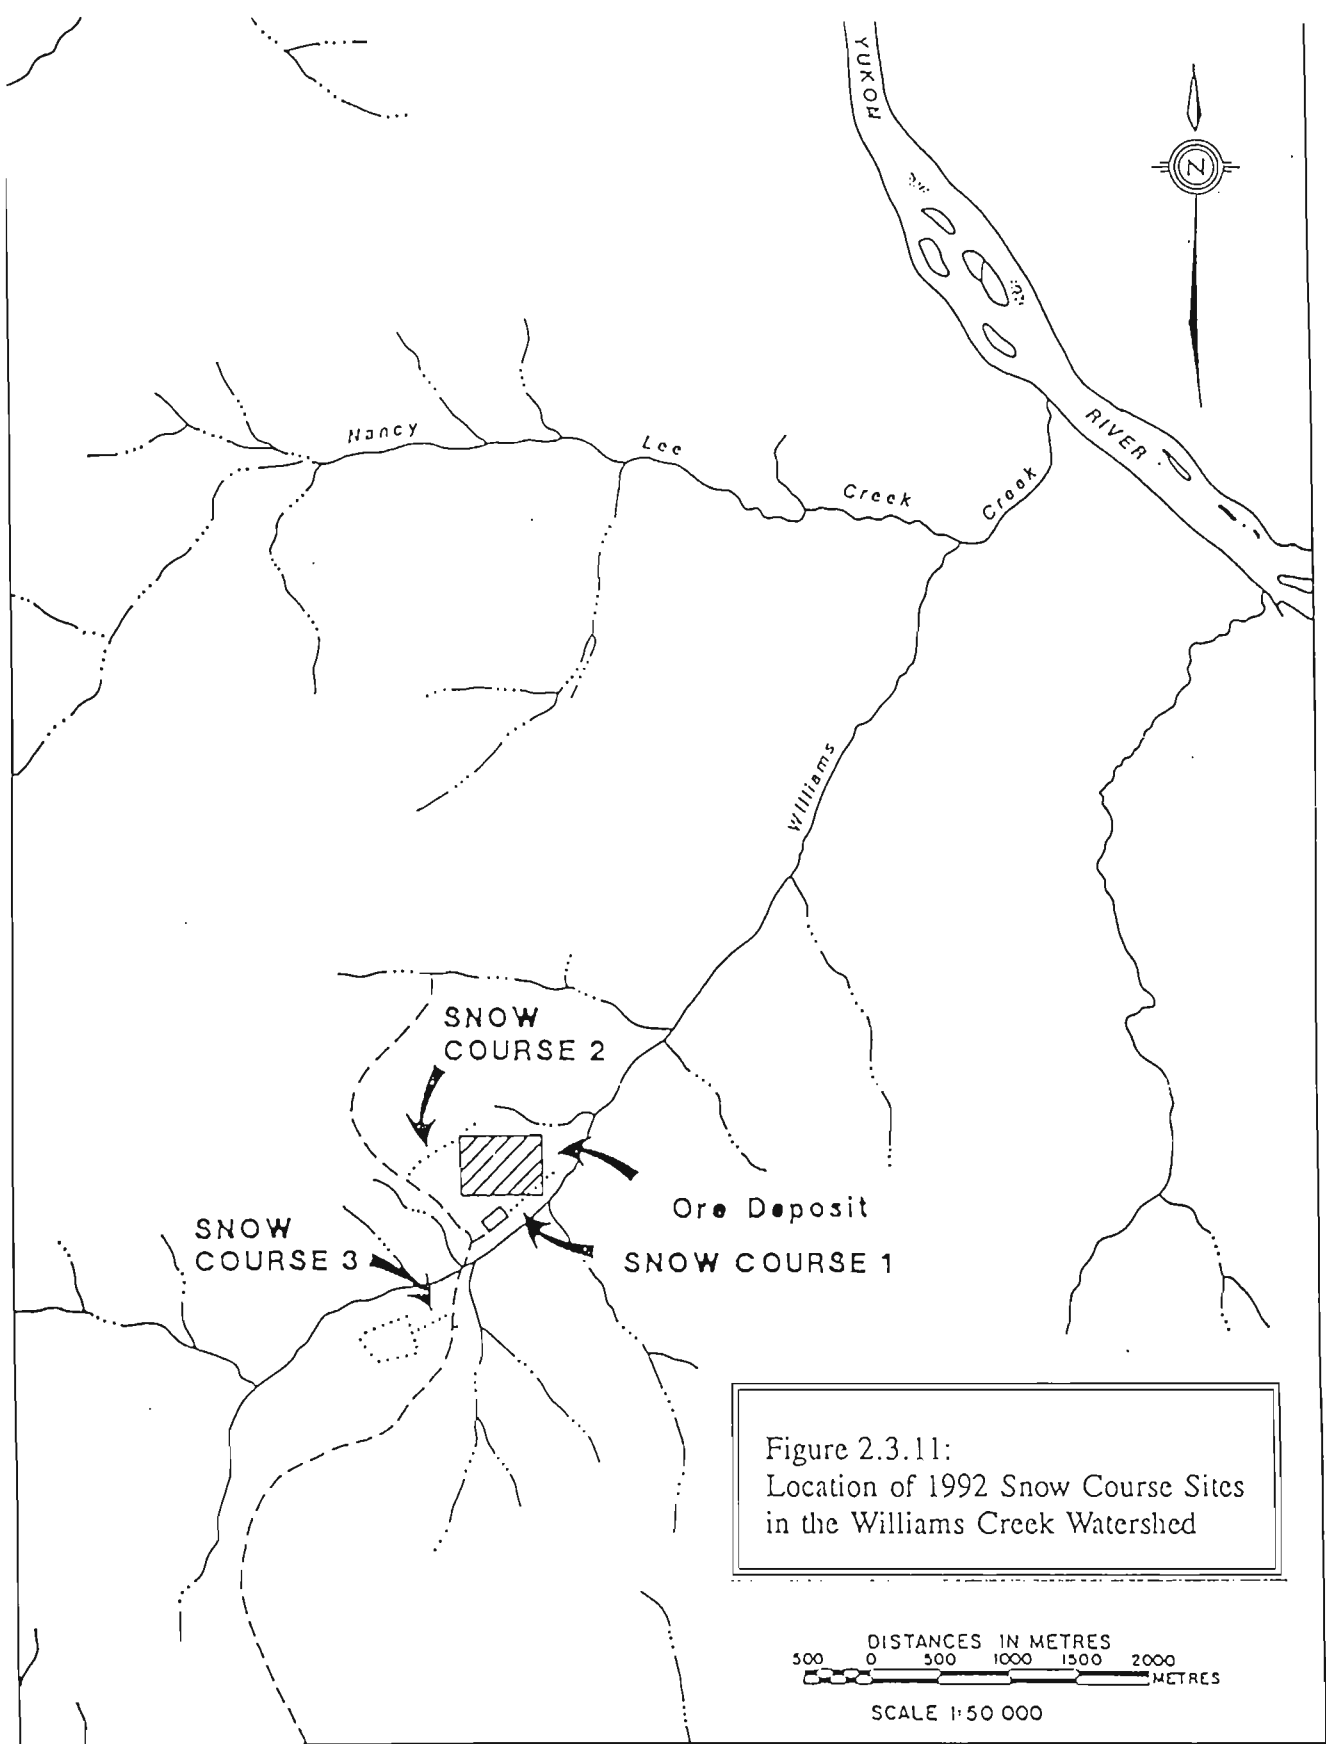 YUKON
N
RIVER
Nancy
Lee
Creek
Creek
Williams
SNOW
COURSE 2
Ore Deposit
SNOW
COURSE 3
SNOW COURSE 1
Figure 2.3.11:
Location of 1992 Snow Course Sites
in the Williams Creek Watershed
DISTANCES IN METRES
500 0 500 1000 1500 2000
METRES
SCALE 1:50 000